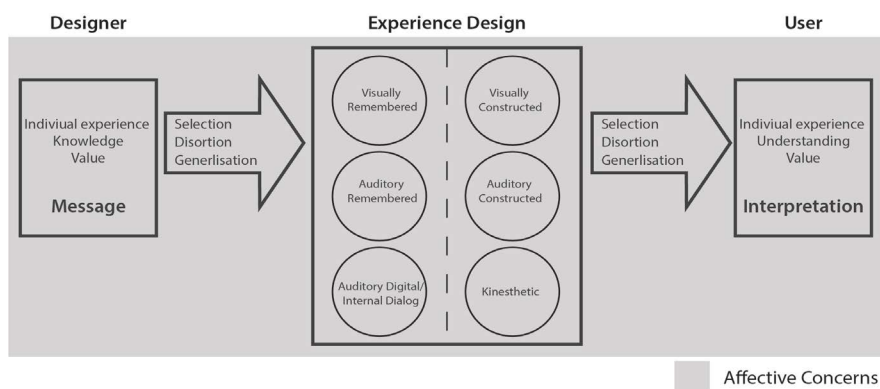 Designer
Experience Design
User
Indiviual experience
Knowledge
Value
Message
Selection
Disortion
Generlisation
Visually
Remembered
Visually
Constructed
Auditory
Remembered
Auditory
Constructed
Auditory Digital/
Internal Dialog
Kinesthetic
Selection
Disortion
Generlisation
Indiviual experience
Understanding
Value
Interpretation
Affective Concerns